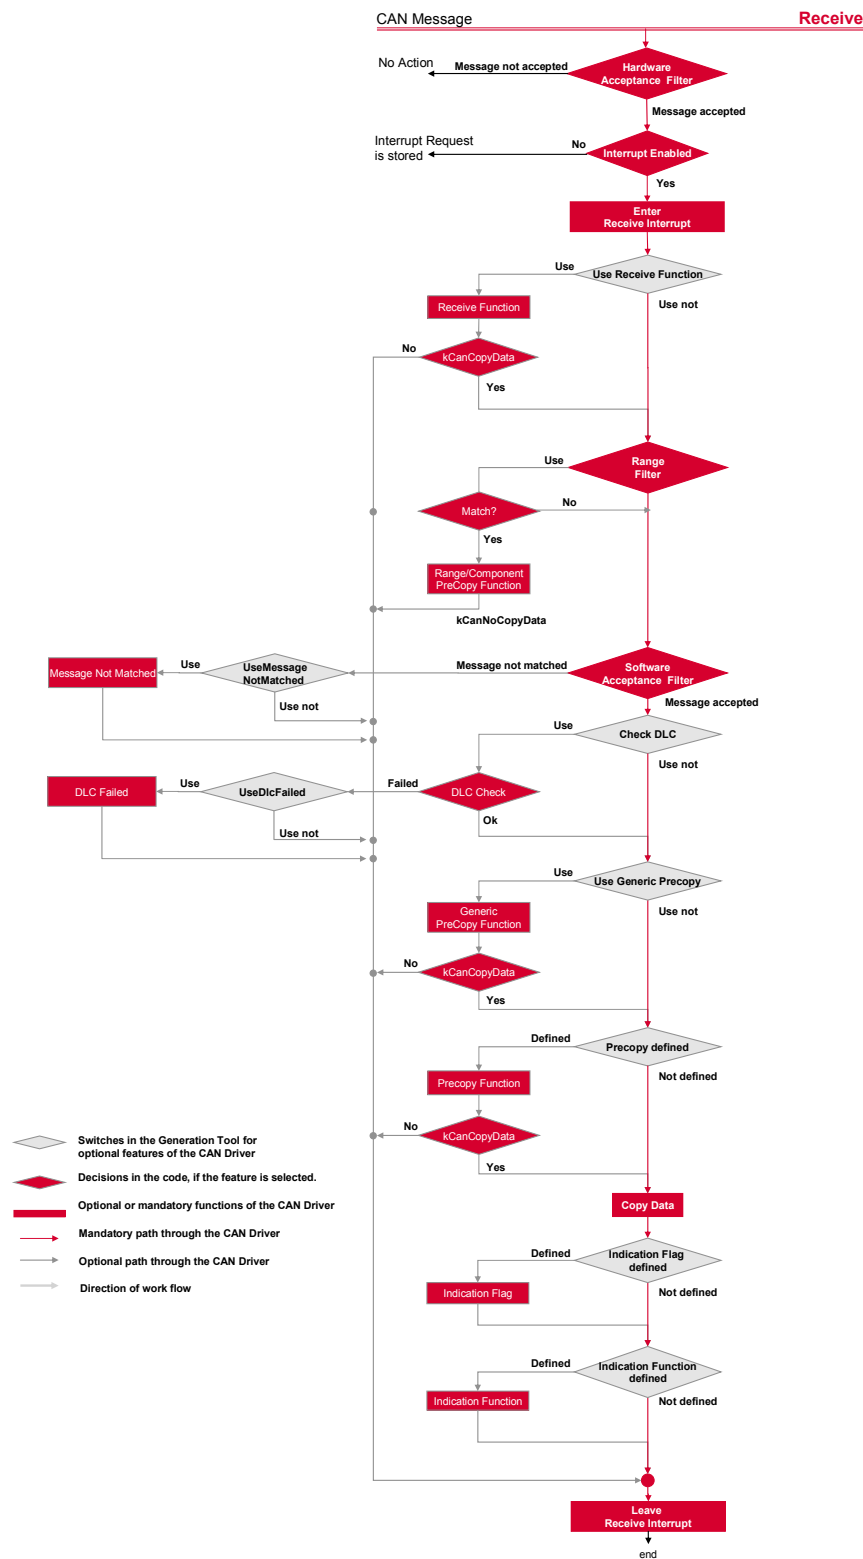 CAN Message
Receive
No Action
Message not accepted
Hardware
Acceptance Filter
Message accepted
Interrupt Request
is stored
No
Interrupt Enabled
Yes
Enter
Receive Interrupt
Use
Use Receive Function
Receive Function
Use not
No
kCanCopyData
Yes
Use
Range
Filter
Match?
No
Yes
Range/Component
PreCopy Function
kCanNoCopyData
Message Not Matched
Use
UseMessage
NotMatched
Message not matched
Software
Acceptance Filter
Use not
Message accepted
Use
Check DLC
Use not
DLC Failed
Use
UseDlcFailed
Failed
DLC Check
Use not
Ok
Use
Use Generic Precopy
Generic
PreCopy Function
Use not
No
kCanCopyData
Yes
Defined
Precopy defined
Precopy Function
Not defined
No
kCanCopyData
Yes
Switches in the Generation Tool for
optional features of the CAN Driver
Decisions in the code, if the feature is selected.
Optional or mandatory functions of the CAN Driver
Mandatory path through the CAN Driver
Optional path through the CAN Driver
Direction of work flow
Copy Data
Defined
Indication Flag
defined
Indication Flag
Not defined
Defined
Indication Function
defined
Indication Function
Not defined
Leave
Receive Interrupt
end